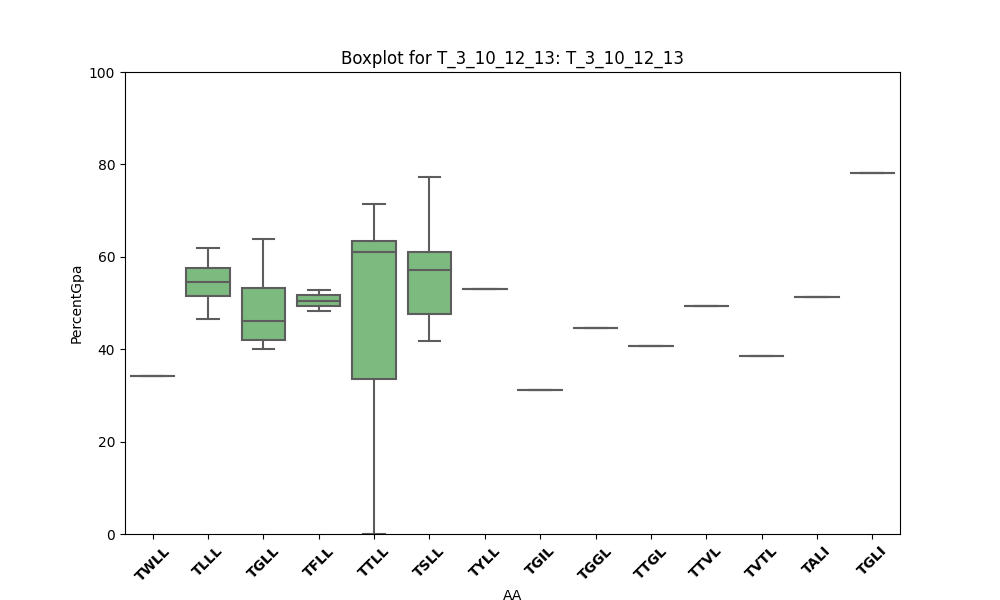 Boxplot for T_3_10_12_13: T_3_10_12_13
100
80
60
40
20
0
PercentGpa
TWLL TLLL TGLL TFLL TTLL TSLL TYLL TGIL TGGL TTGL TTVL TVTL TALI TGLI
AA